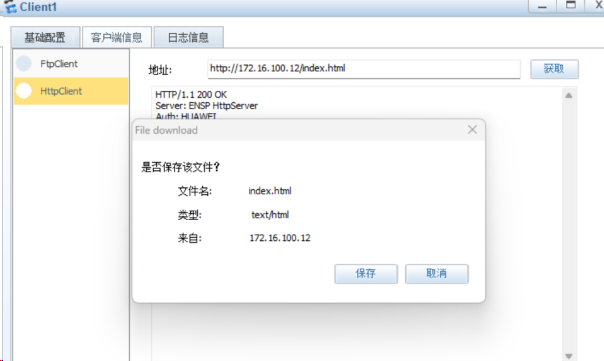 Client1
基础配置 客户端信息 日志信息
FtpClient
HttpClient
地址: http://172.16.100.12/index.html 获取
HTTP/1.1 200 OK
Server: ENSP HttpServer
Auth: HUAWEI
File download
是否保存该文件?
文件名: index.html
类型: text/html
来自: 172.16.100.12
保存 取消